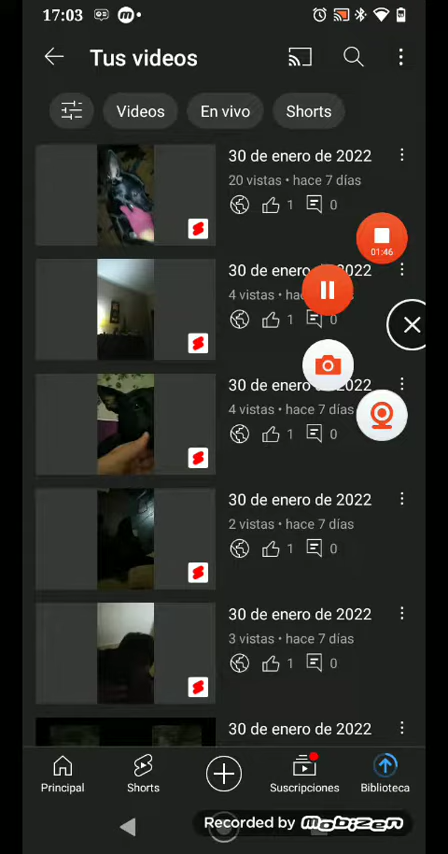 17:03
Tus videos
Videos
En vivo
Shorts
30 de enero de 2022
20 vistas • hace 7 días
1
0
01:46
30 de enero de 2022
4 vistas • hace
1
0
30 de enero de 2022
4 vistas • hace 7 días
1
0
30 de enero de 2022
2 vistas • hace 7 días
1
0
30 de enero de 2022
3 vistas • hace 7 días
1
0
30 de enero de 2022
Principal
Shorts
Suscripciones
Biblioteca
Recorded by mobizen